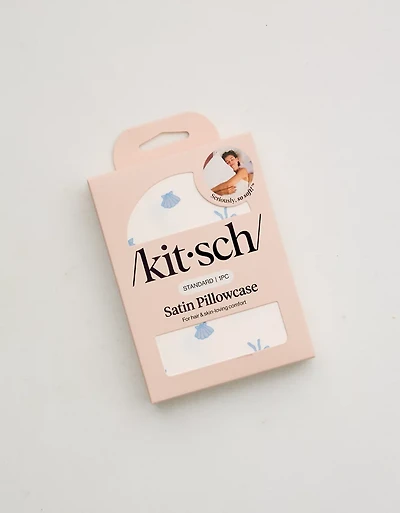 Seriously, so soft!
/kit·sch/
STANDARD | 1PC
Satin Pillowcase
For hair & skin-loving comfort